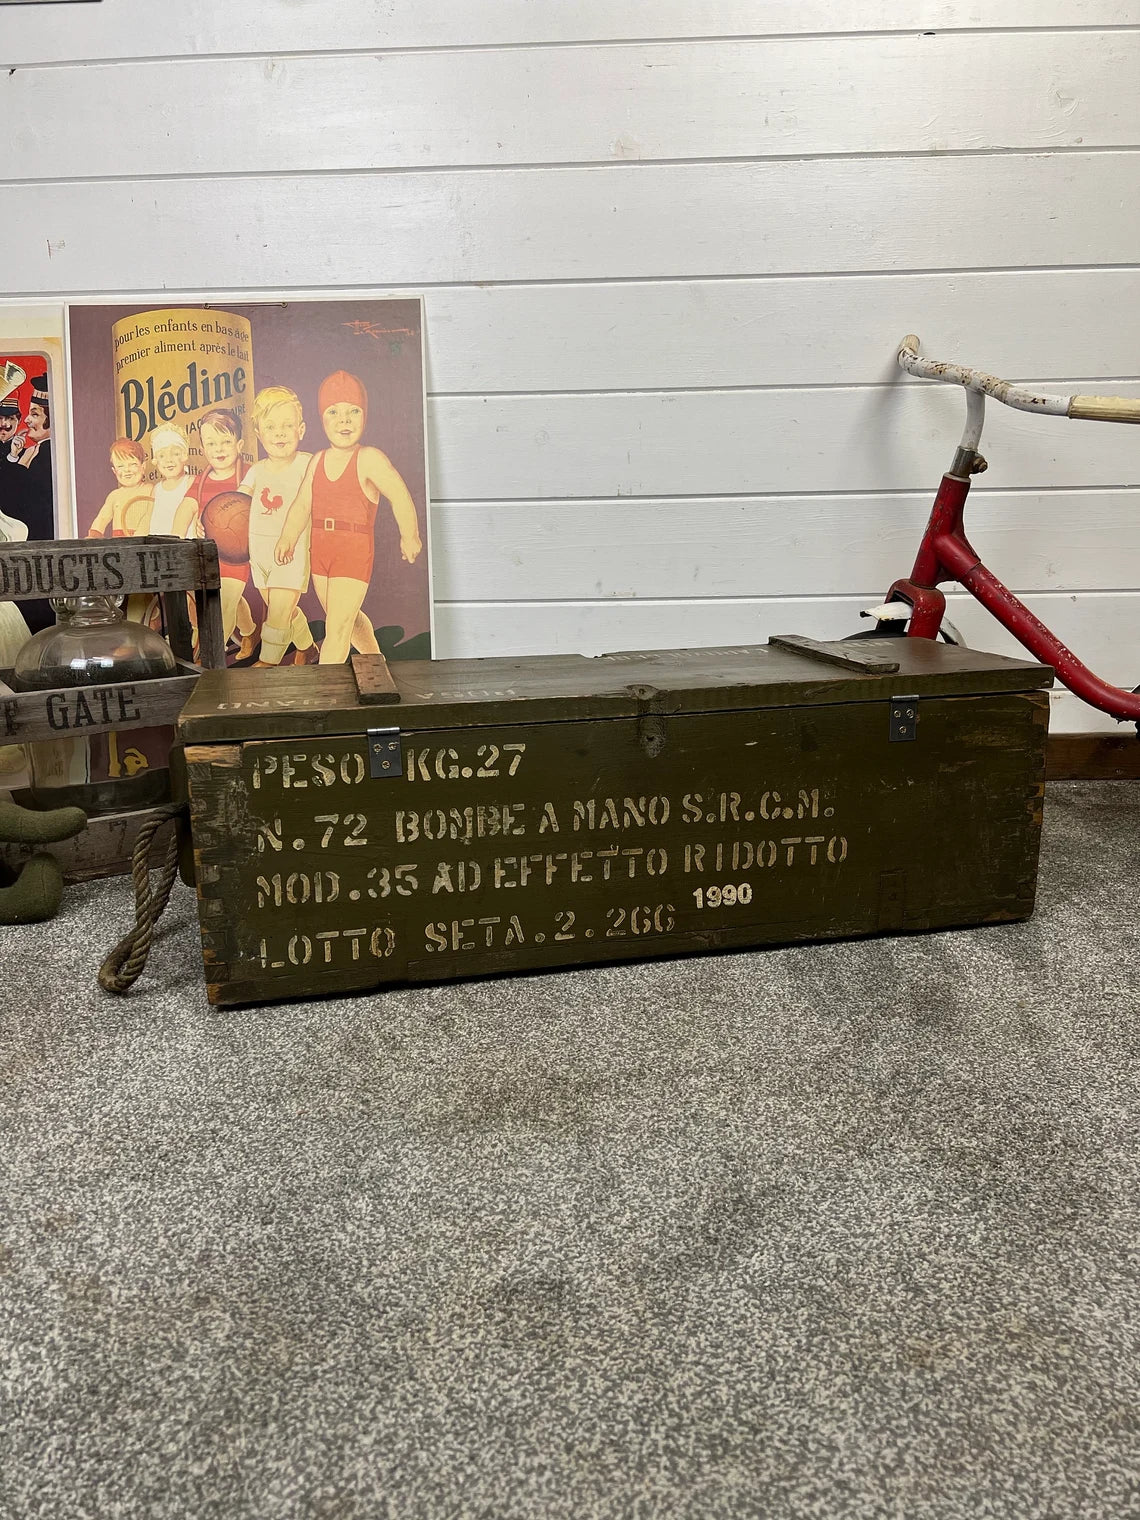 pour les enfants en bas âge
premier aliment après le lait
Blédine
ODUCTS LTD
GATE
PESO KG.27
N.72 BOMBE A MANO S.R.C.M.
MOD.35 AD EFFETTO RIDOTTO
1990
LOTTO SETA.2.266